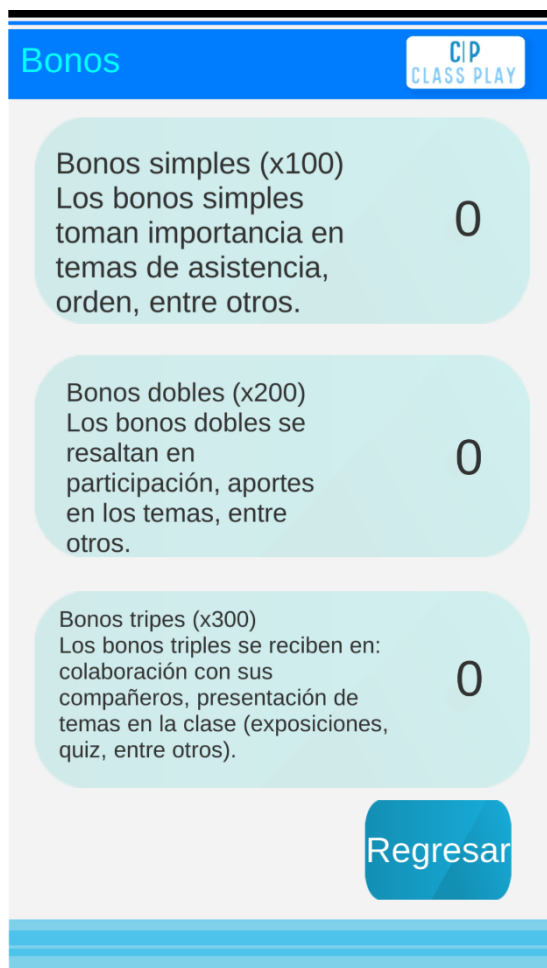 Bonos
C|P
CLASS PLAY
Bonos simples (x100)
Los bonos simples
toman importancia en
temas de asistencia,
orden, entre otros.
0
Bonos dobles (x200)
Los bonos dobles se
resaltan en
participación, aportes
en los temas, entre
otros.
0
Bonos tripes (x300)
Los bonos triples se reciben en:
colaboración con sus
compañeros, presentación de
temas en la clase (exposiciones,
quiz, entre otros).
0
Regresar